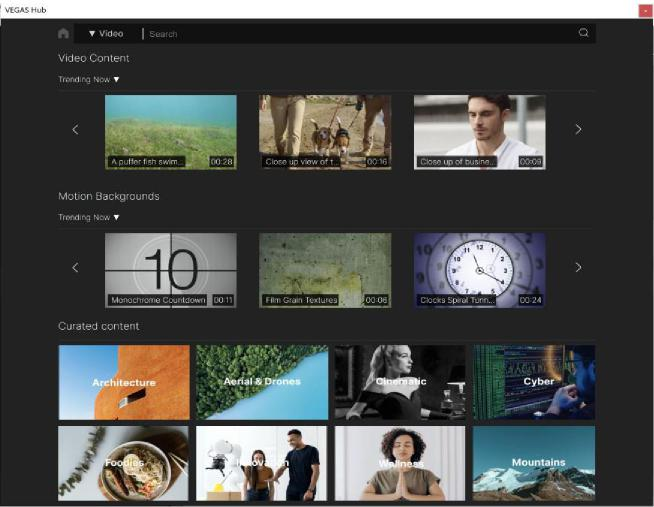 VEGAS Hub
▼ Video
Search
Video Content
Trending Now ▼
A puffer fish swim... 00:28
Close up view of t... 00:16
Close up of busine... 00:09
Motion Backgrounds
Trending Now ▼
10
Monochrome Countdown 00:11
Film Grain Textures 00:06
Clocks Spiral Tunn... 00:24
Curated content
Architecture
Aerial & Drones
Cinematic
Cyber
Foodies
Innovation
Wellness
Mountains